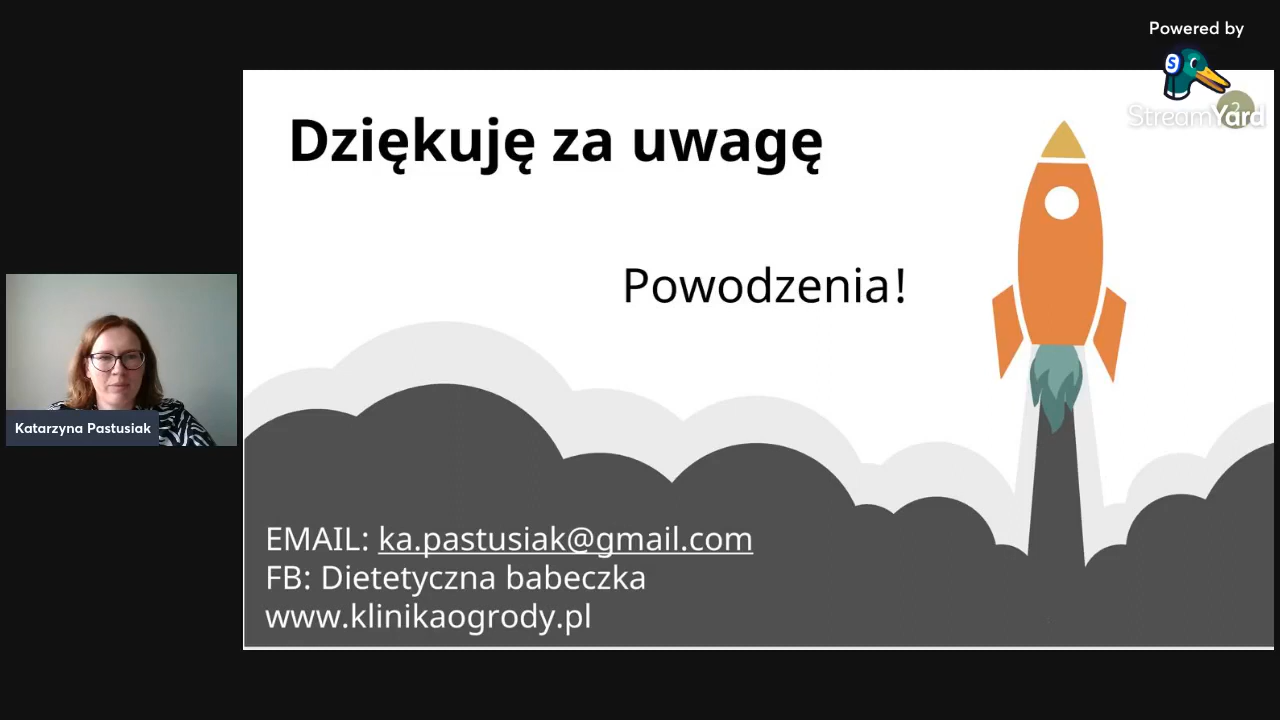 Powered by
StreamYard
2
Dziękuję za uwagę
Powodzenia!
Katarzyna Pastusiak
EMAIL: ka.pastusiak@gmail.com
FB: Dietetyczna babeczka
www.klinikaogrody.pl